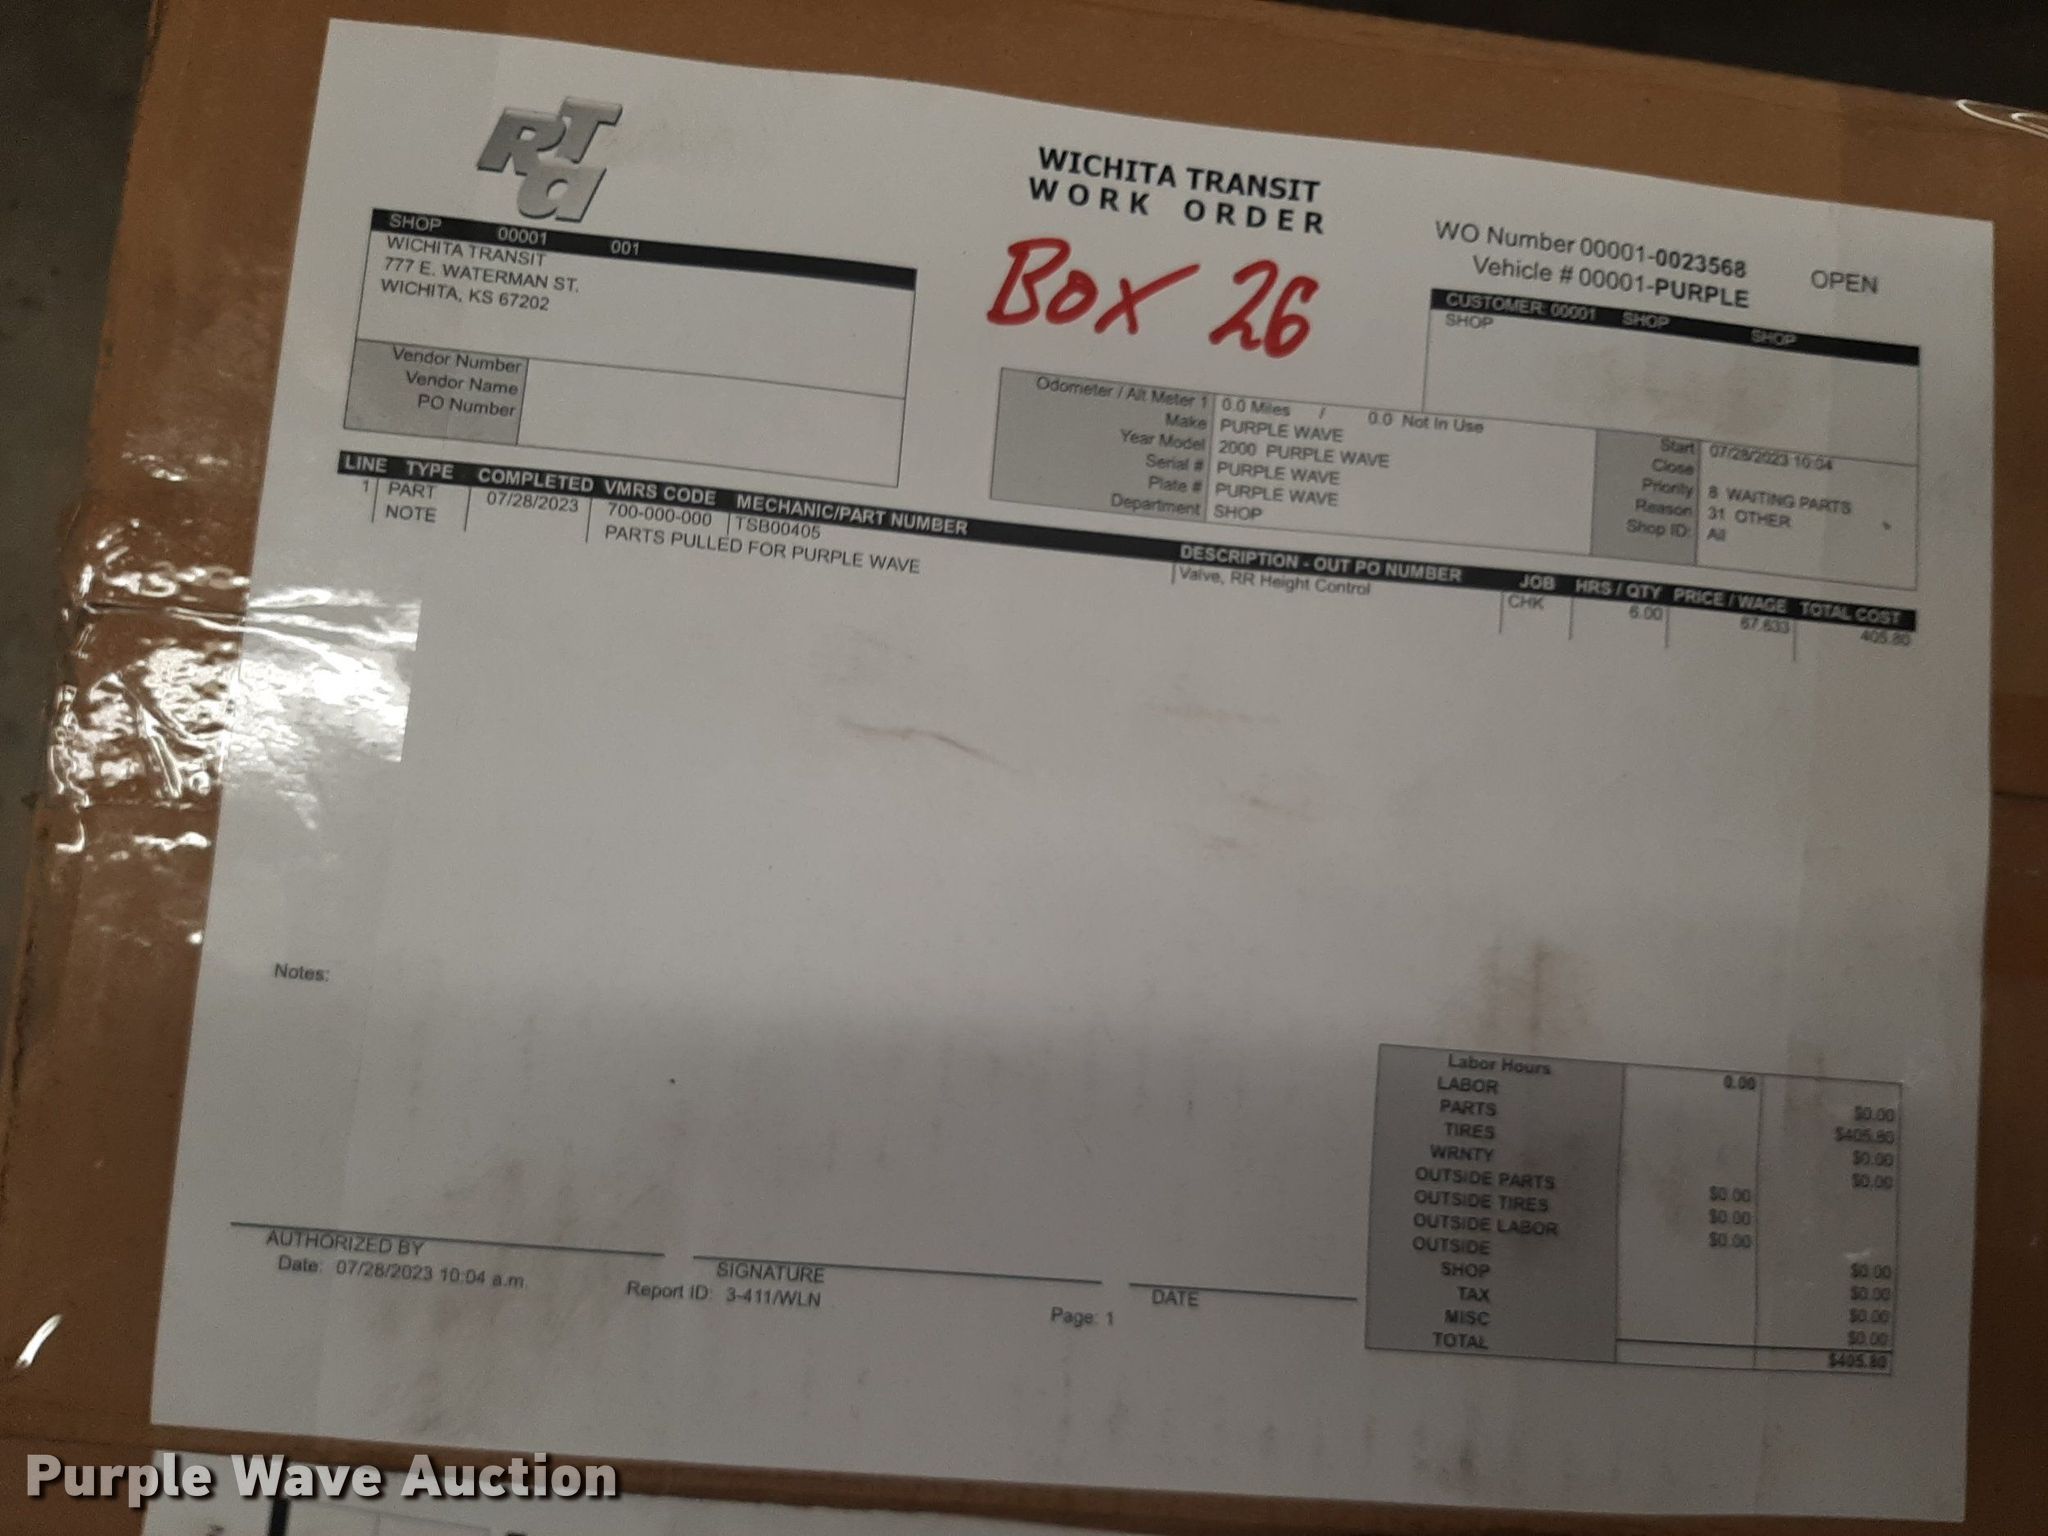 RTa
WICHITA TRANSIT
WORK ORDER
Box 26
WO Number 00001-0023568
Vehicle # 00001-PURPLE
OPEN
SHOP 00001 001
WICHITA TRANSIT
777 E. WATERMAN ST.
WICHITA, KS 67202
Vendor Number
Vendor Name
PO Number
CUSTOMER: 00001 SHOP SHOP
SHOP
Odometer / Alt Meter 1 0.0 Miles / 0.0 Not In Use
Make PURPLE WAVE
Year Model 2000 PURPLE WAVE
Serial # PURPLE WAVE
Plate # PURPLE WAVE
Department SHOP
Start 07/28/2023 10:04
Close
Priority 8 WAITING PARTS
Reason 31 OTHER
Shop ID: All
LINE TYPE COMPLETED VMRS CODE MECHANIC/PART NUMBER DESCRIPTION - OUT PO NUMBER JOB HRS / QTY PRICE / WAGE TOTAL COST
1 PART 07/28/2023 700-000-000 TSB00405 Valve, RR Height Control CHK 6.00 67.633 405.80
NOTE PARTS PULLED FOR PURPLE WAVE
Notes:
Labor Hours 0.00
LABOR $0.00
PARTS $405.80
TIRES $0.00
WRNTY $0.00
OUTSIDE PARTS $0.00
OUTSIDE TIRES $0.00
OUTSIDE LABOR $0.00
OUTSIDE $0.00
SHOP $0.00
TAX $0.00
MISC $0.00
TOTAL $405.80
AUTHORIZED BY
SIGNATURE
DATE
Date: 07/28/2023 10:04 a.m.
Report ID: 3-411/WLN
Page: 1
Purple Wave Auction